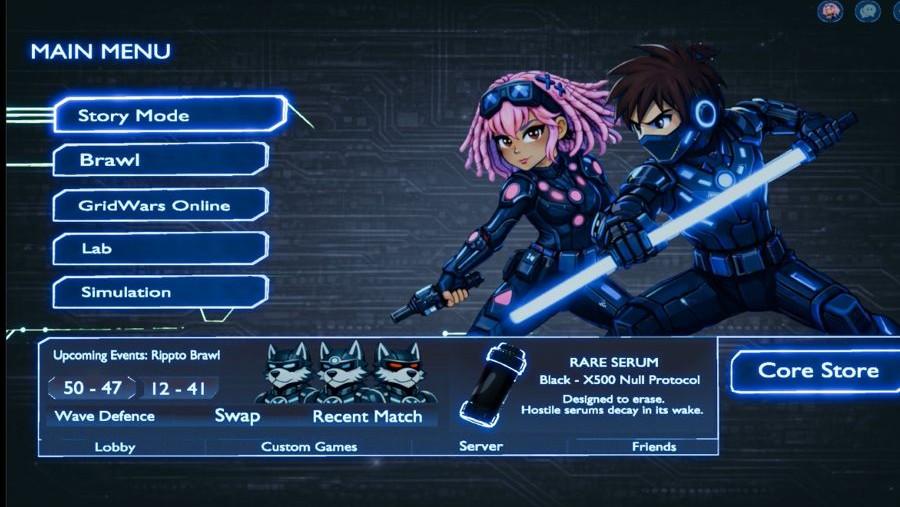 MAIN MENU
Story Mode
Brawl
GridWars Online
Lab
Simulation
Upcoming Events: Rippto Brawl
50 - 47
12 - 41
Wave Defence
Swap
Recent Match
RARE SERUM
Black - X500 Null Protocol
Designed to erase.
Hostile serums decay in its wake.
Core Store
Lobby
Custom Games
Server
Friends